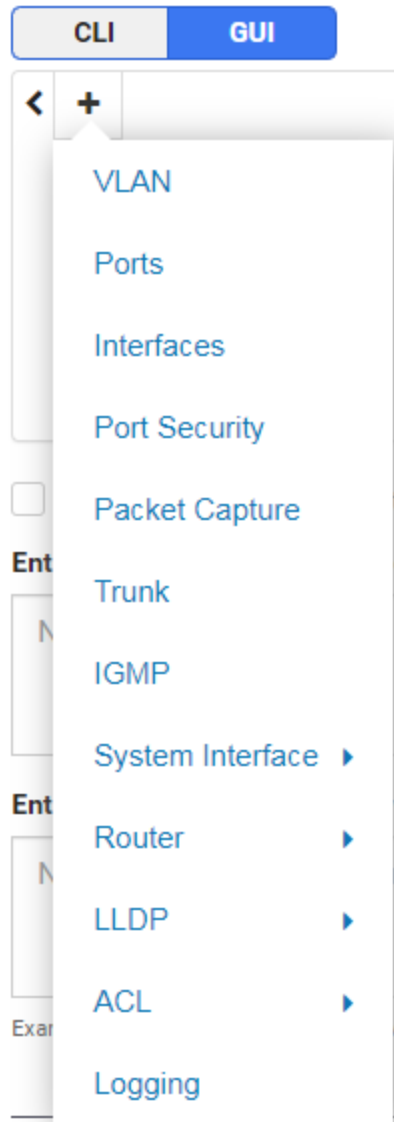 CLI GUI
VLAN
Ports
Interfaces
Port Security
Packet Capture
Trunk
IGMP
System Interface
Router
LLDP
ACL
Logging